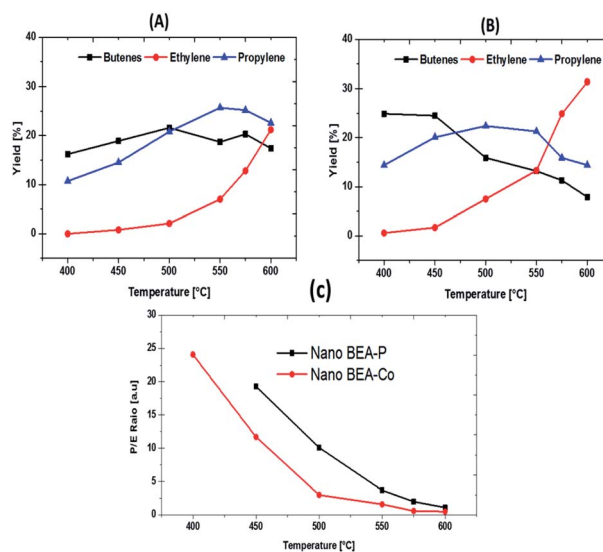 (A)
Butenes Ethylene Propylene
Yield [%]
40
30
20
10
0
400 450 500 550 600
Temperature [°C]
(B)
Butenes Ethylene Propylene
Yield [%]
40
30
20
10
0
400 450 500 550 600
Temperature [°C]
(c)
Nano BEA-P
Nano BEA-Co
P/E Raio [a.u]
30
25
20
15
10
5
0
400 450 500 550 600
Temperature [°C]